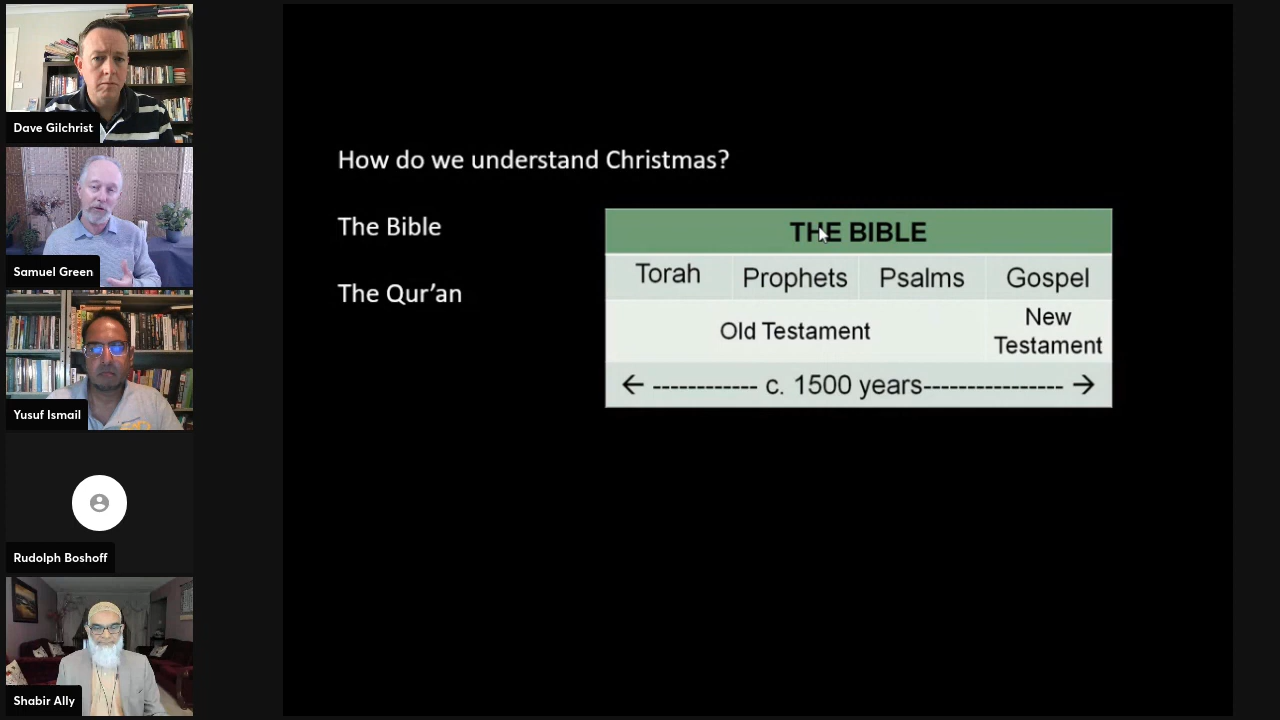 Dave Gilchrist
Samuel Green
Yusuf Ismail
Rudolph Boshoff
Shabir Ally
How do we understand Christmas?
The Bible
The Qur’an
THE BIBLE
Torah Prophets Psalms Gospel
Old Testament New Testament
← ------------ c. 1500 years---------------- →